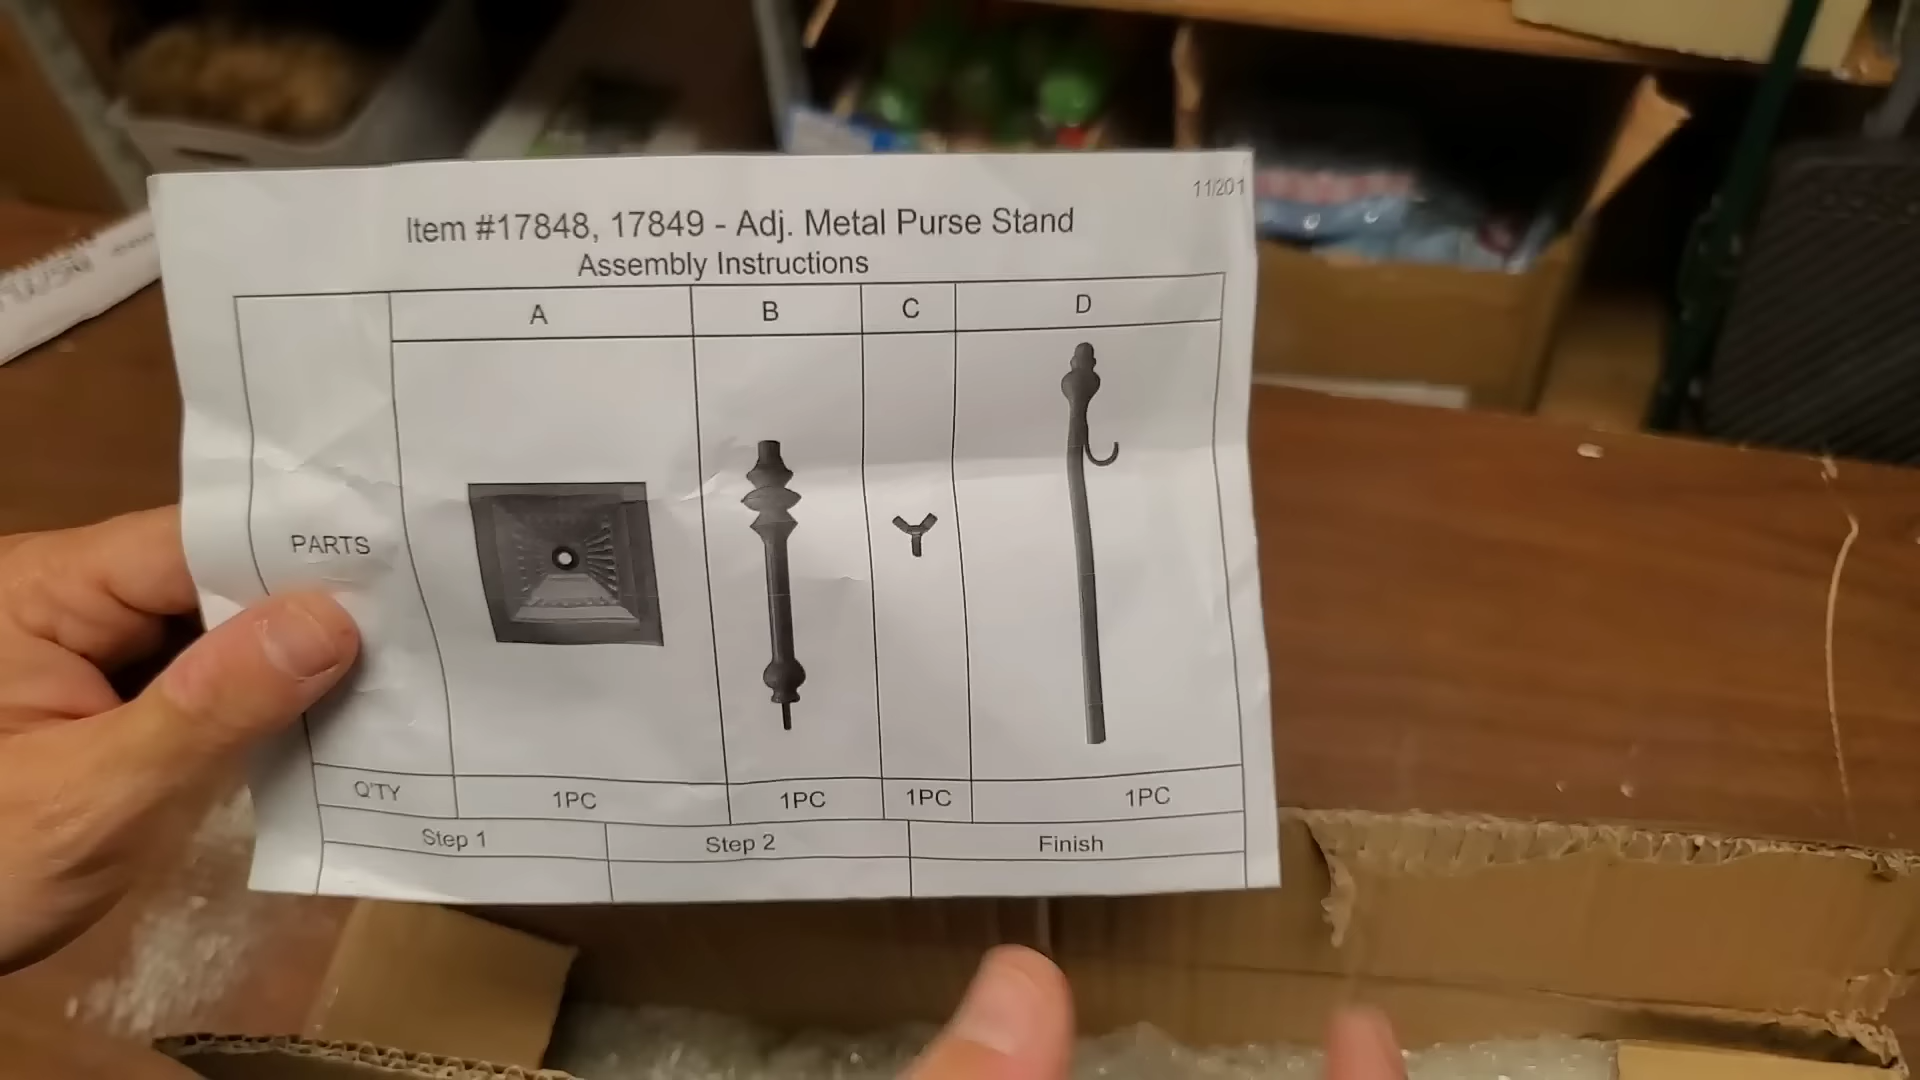 11/201
Item #17848, 17849 - Adj. Metal Purse Stand
Assembly Instructions
A B C D
PARTS
Q'TY 1PC 1PC 1PC 1PC
Step 1 Step 2 Finish